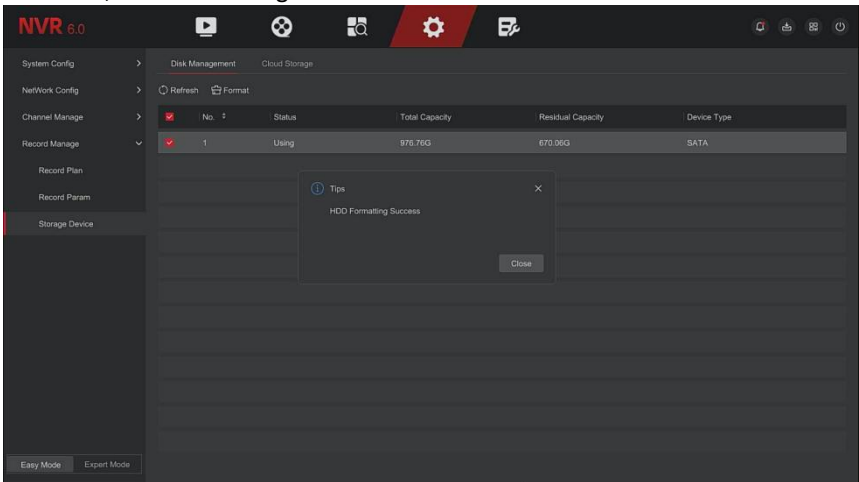 NVR 6.0
System Config
NetWork Config
Channel Manage
Record Manage
Record Plan
Record Param
Storage Device
Easy Mode Expert Mode
Disk Management Cloud Storage
Refresh Format
No. Status Total Capacity Residual Capacity Device Type
1 Using 976.76G 670.06G SATA
Tips
HDD Formatting Success
Close